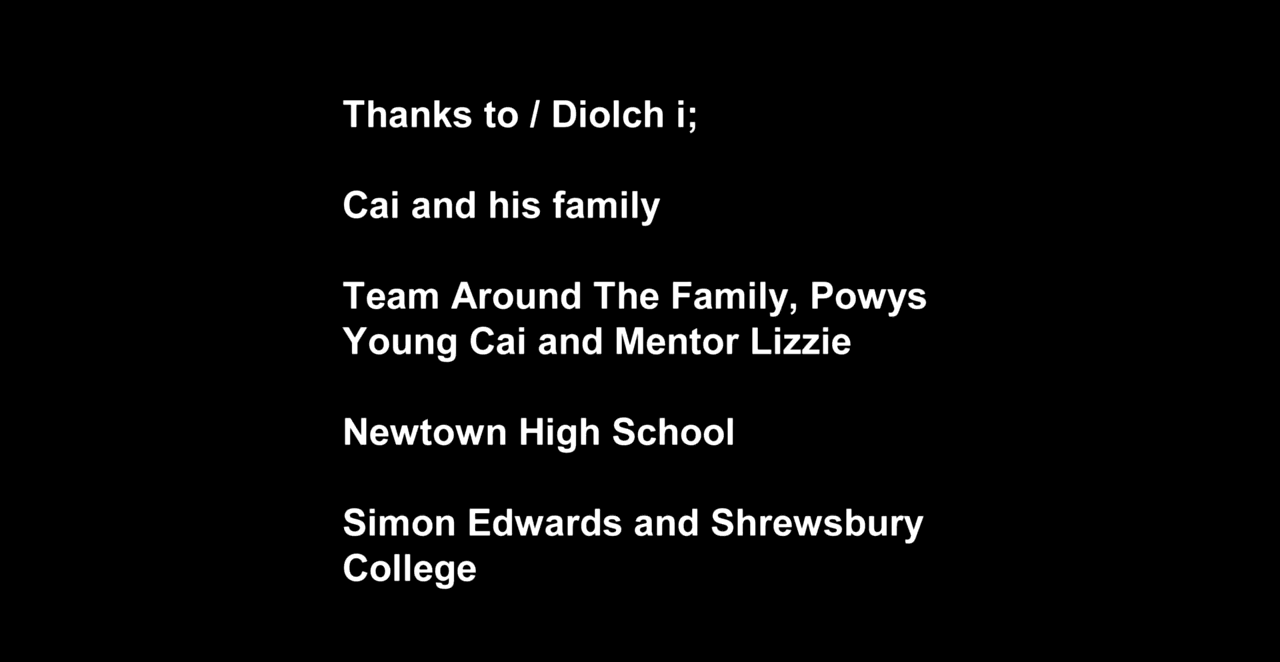 Thanks to / Diolch i;
Cai and his family
Team Around The Family, Powys
Young Cai and Mentor Lizzie
Newtown High School
Simon Edwards and Shrewsbury
College